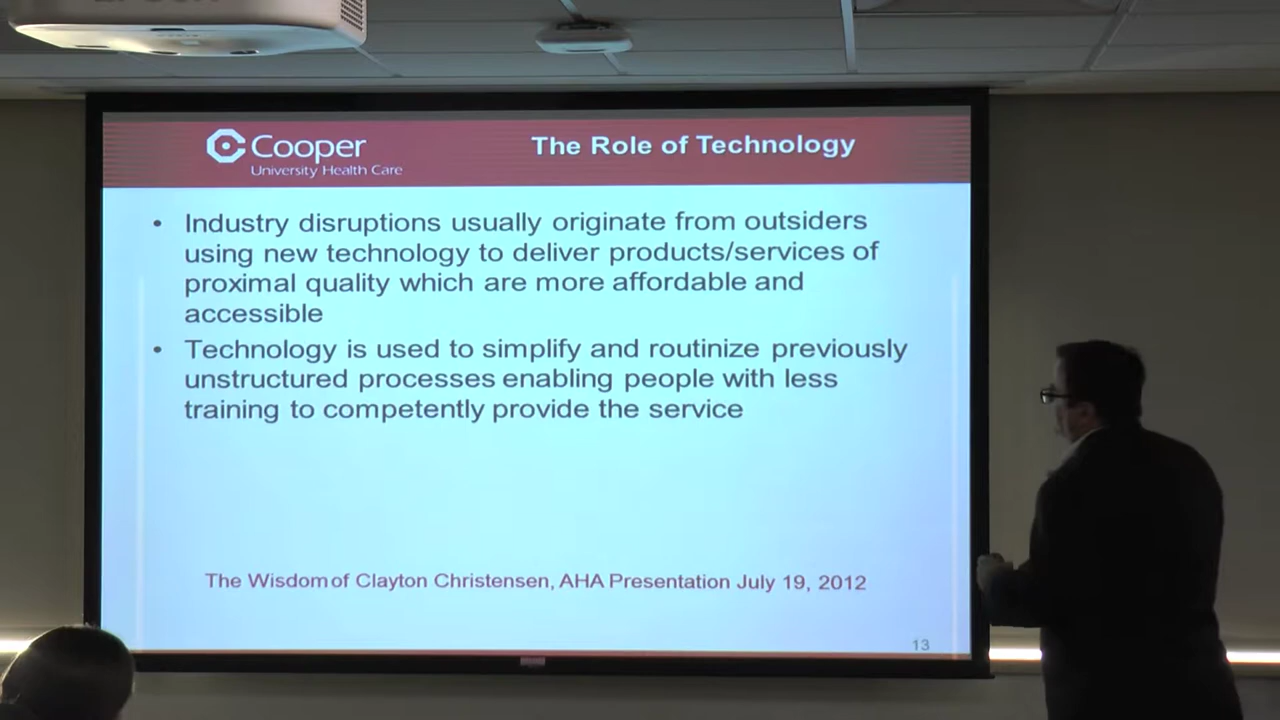 Cooper
University Health Care
The Role of Technology
• Industry disruptions usually originate from outsiders
using new technology to deliver products/services of
proximal quality which are more affordable and
accessible
• Technology is used to simplify and routinize previously
unstructured processes enabling people with less
training to competently provide the service
The Wisdom of Clayton Christensen, AHA Presentation July 19, 2012
13